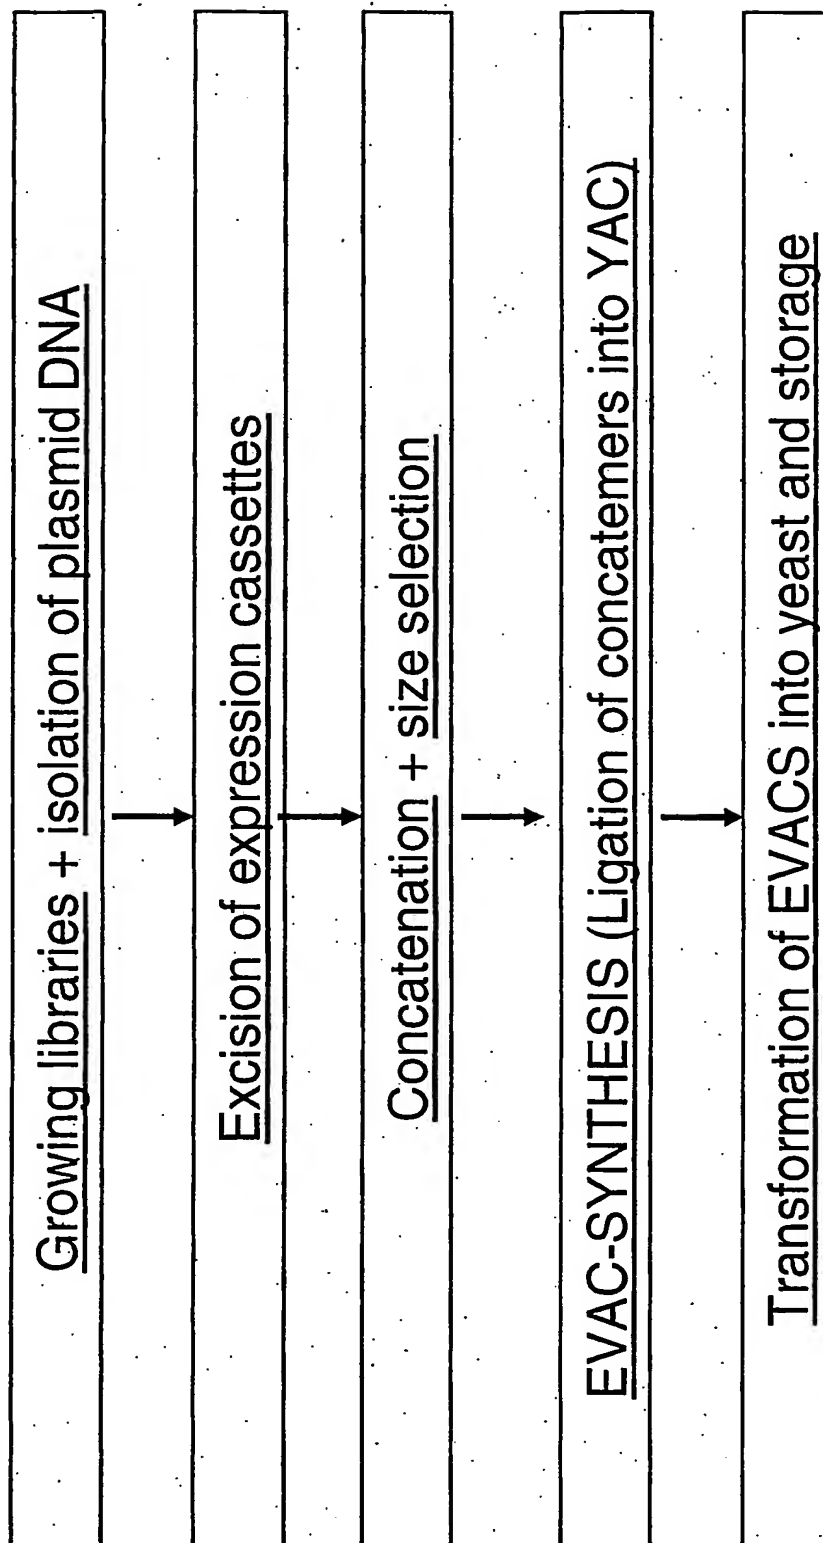 Growing libraries + isolation of plasmid DNA
Excision of expression cassettes
Concatenation + size selection
EVAC-SYNTHESIS (Ligation of concatemers into YAC)
Transformation of EVACS into yeast and storage